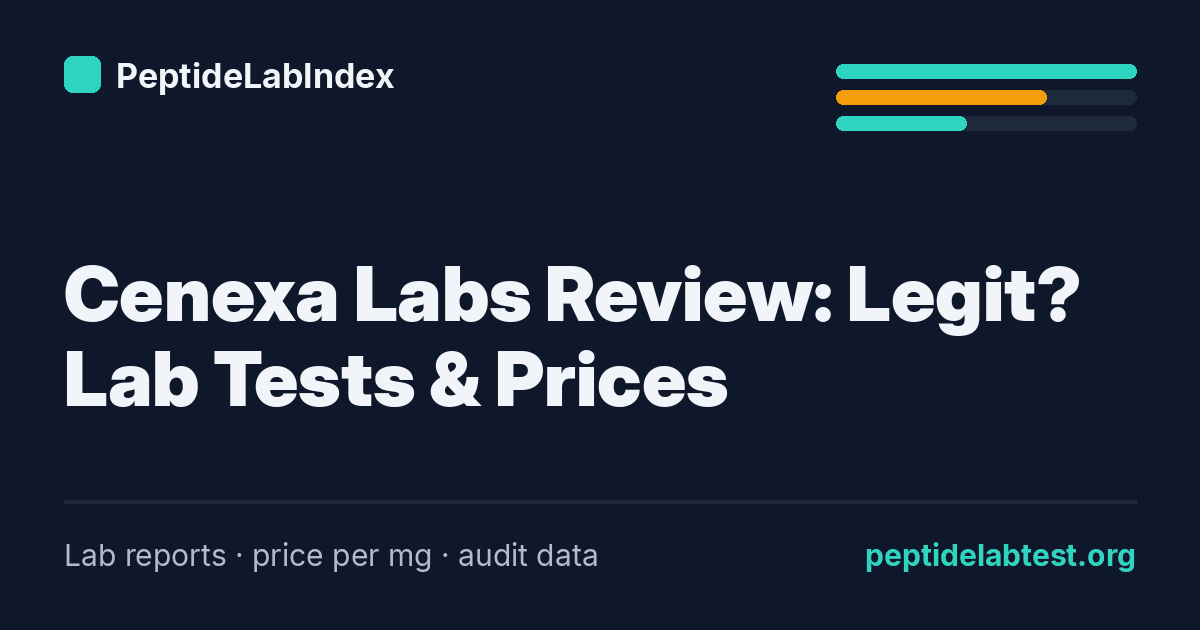 PeptideLabIndex
Cenexa Labs Review: Legit?
Lab Tests & Prices
Lab reports · price per mg · audit data
peptidelabtest.org